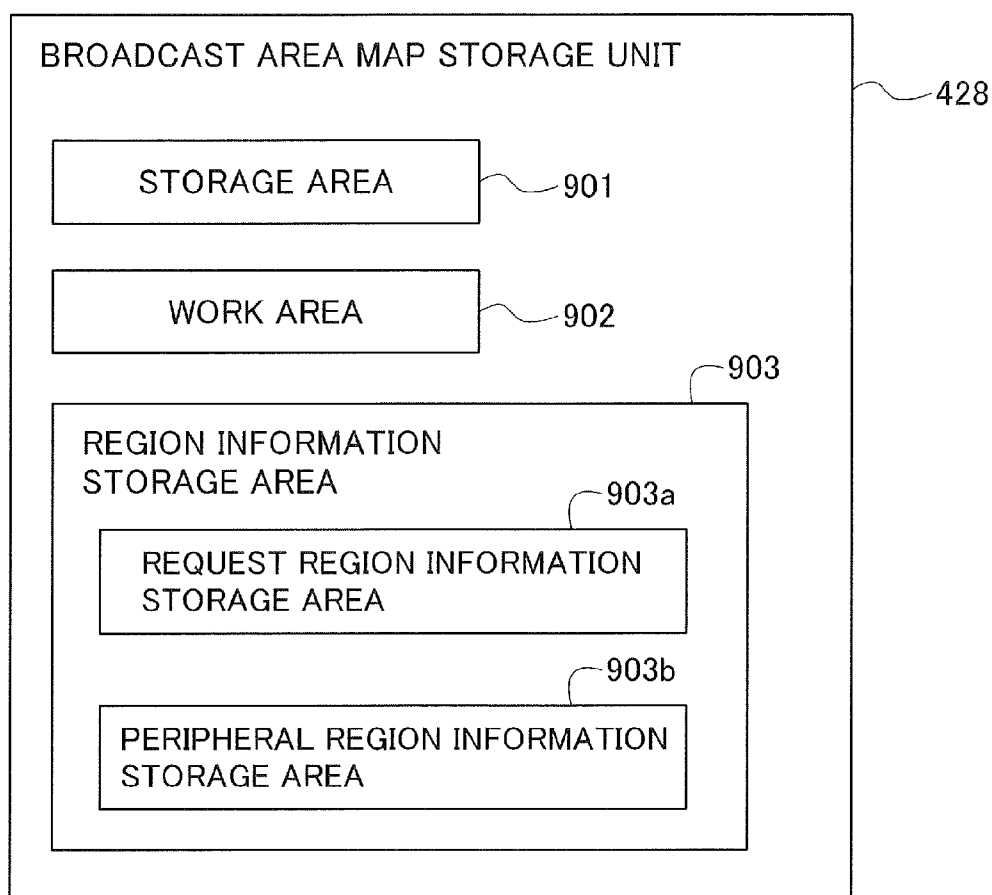 BROADCAST AREA MAP STORAGE UNIT
428
STORAGE AREA
901
WORK AREA
902
903
REGION INFORMATION
STORAGE AREA
903a
REQUEST REGION INFORMATION
STORAGE AREA
903b
PERIPHERAL REGION INFORMATION
STORAGE AREA